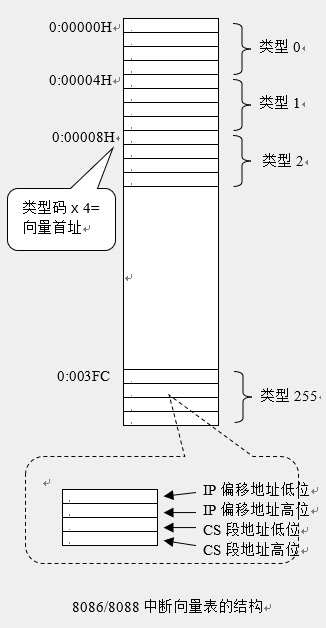 0:00000H
类型 0
0:00004H
类型 1
0:00008H
类型 2
类型码 x 4=
向量首址
0:003FC
类型 255
IP 偏移地址低位
IP 偏移地址高位
CS 段地址低位
CS 段地址高位
8086/8088 中断向量表的结构